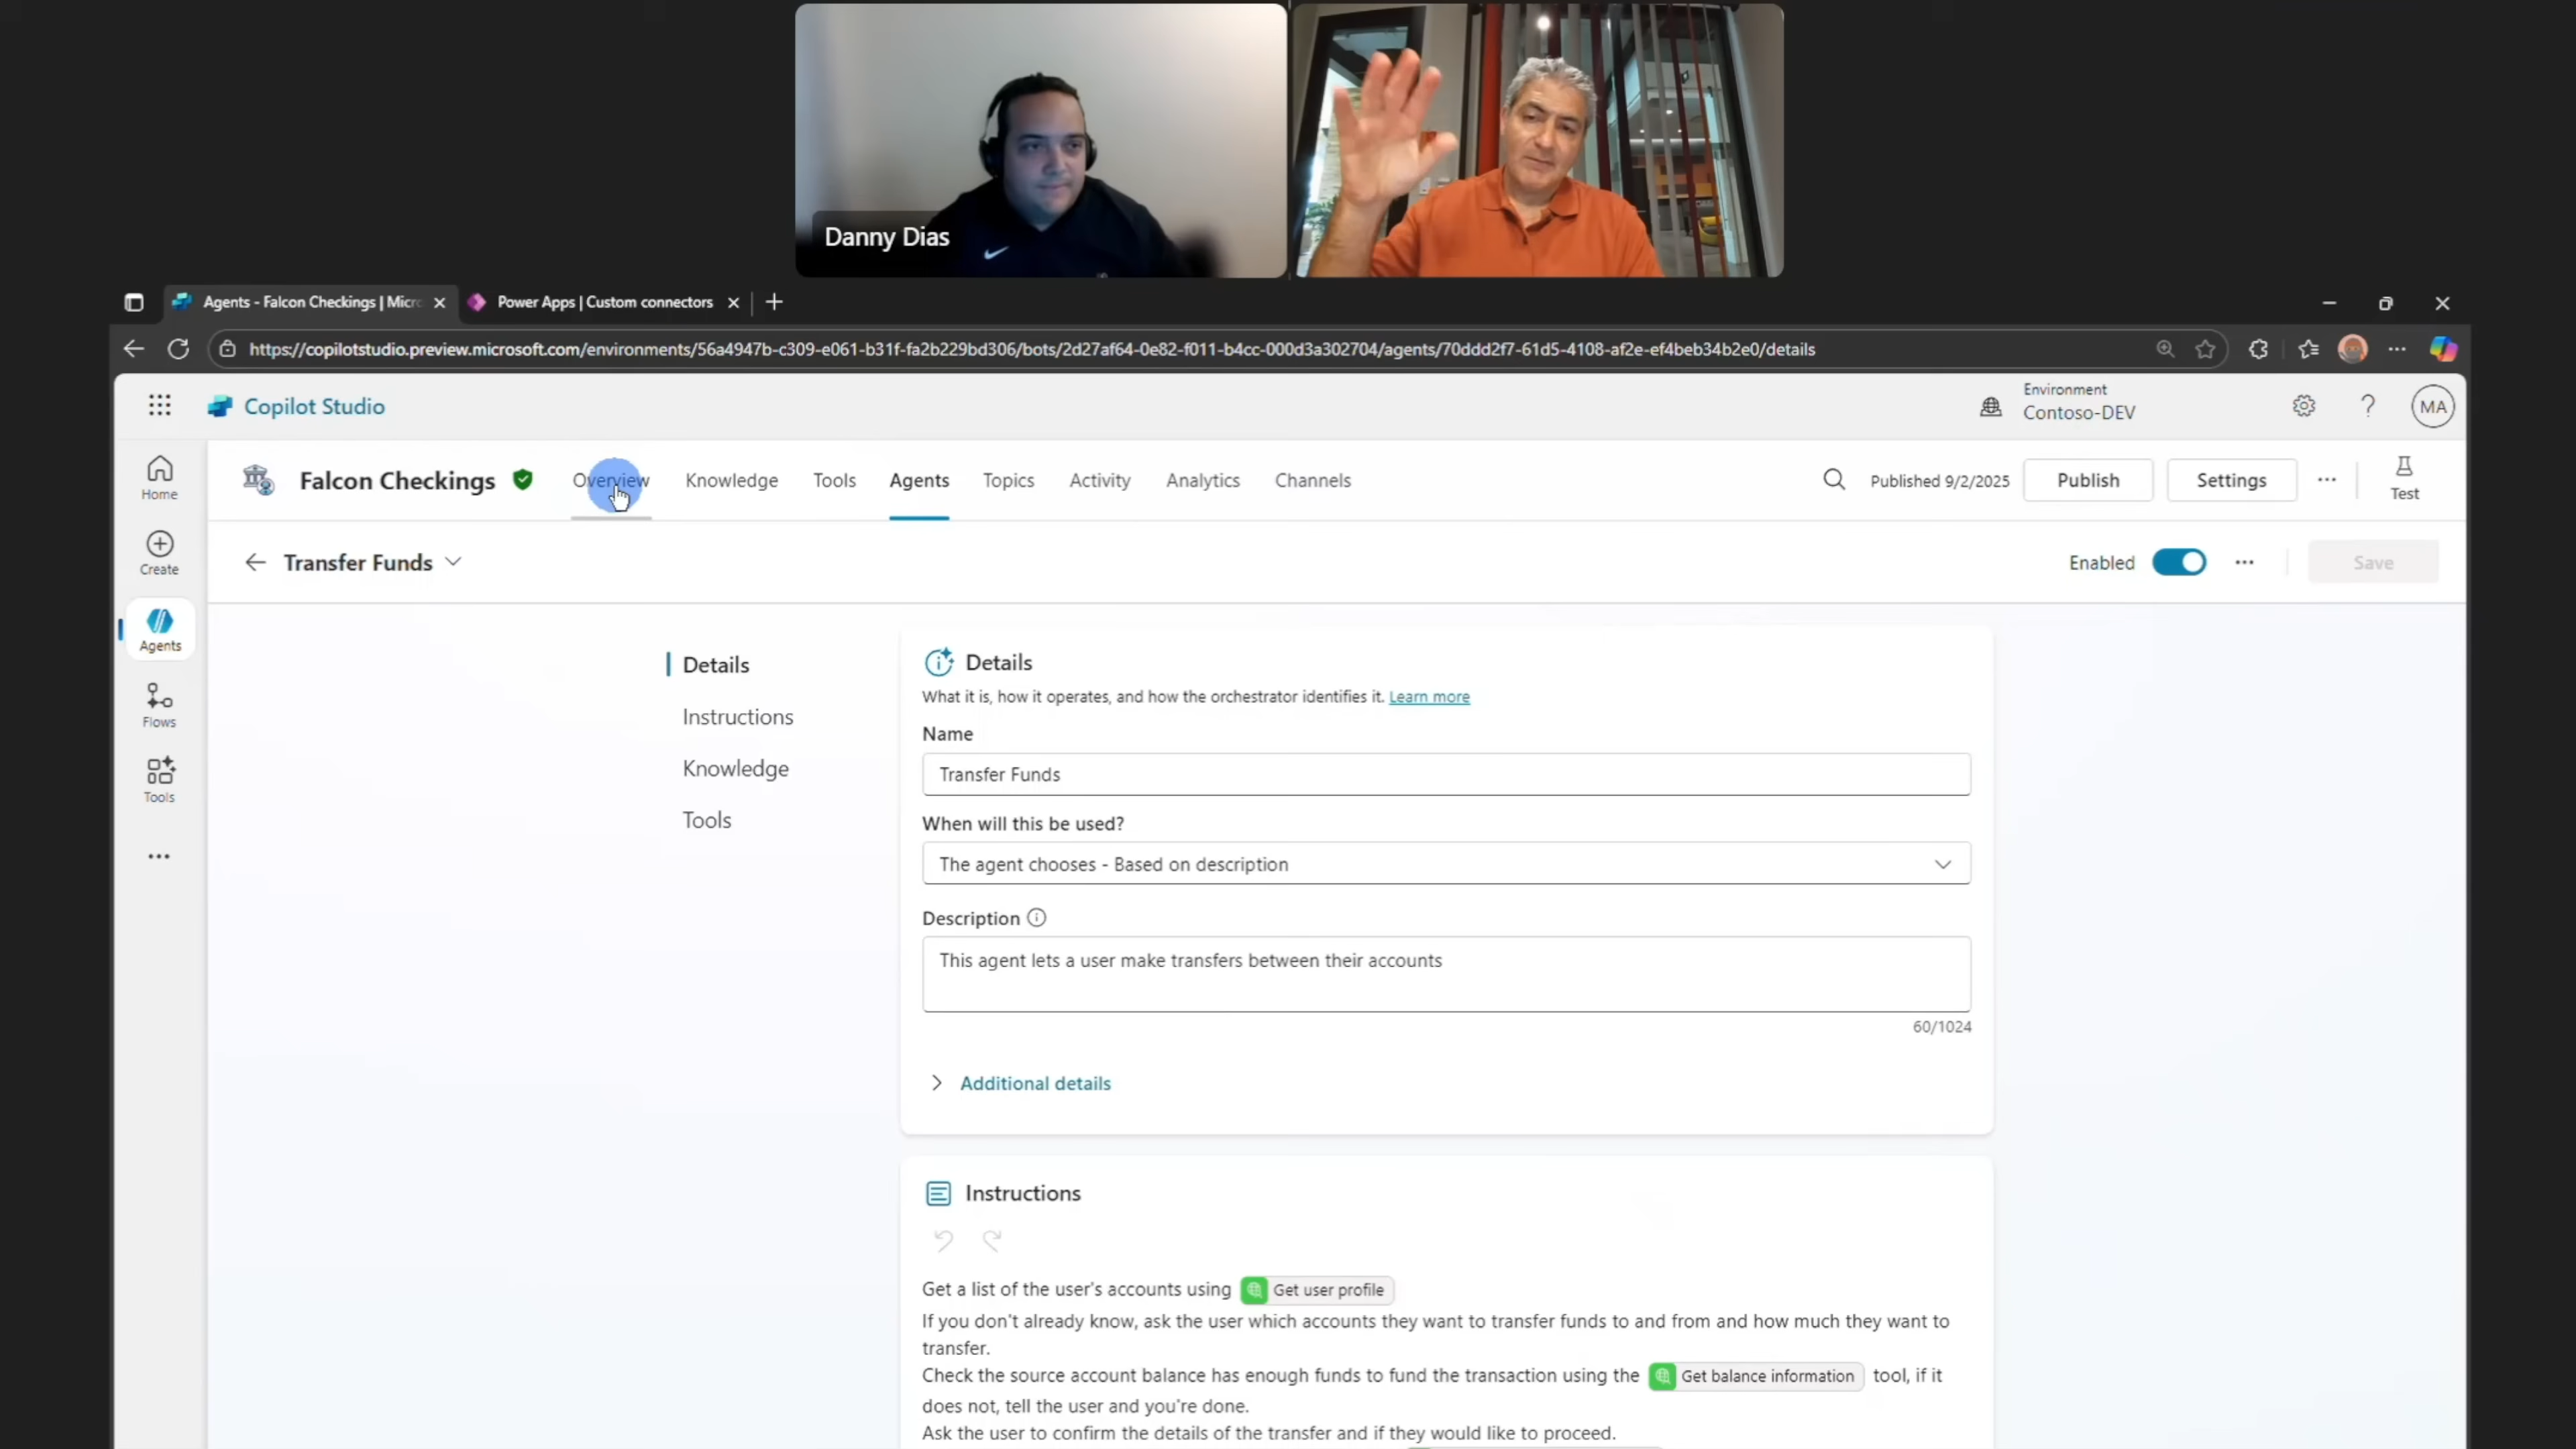 Danny Dias
Agents - Falcon Checkings | Micr
Power Apps | Custom connectors
https://copilotstudio.preview.microsoft.com/environments/56a4947b-c309-e061-b31f-fa2b229bd306/bots/2d27af64-0e82-f011-b4cc-000d3a302704/agents/70ddd2f7-61d5-4108-af2e-ef4beb34b2e0/details
Copilot Studio
Environment
Contoso-DEV
MA
Home
Create
Agents
Flows
Tools
Falcon Checkings
Overview Knowledge Tools Agents Topics Activity Analytics Channels
Published 9/2/2025
Publish
Settings
Test
Transfer Funds
Enabled
Save
Details
Instructions
Knowledge
Tools
Details
What it is, how it operates, and how the orchestrator identifies it. Learn more
Name
Transfer Funds
When will this be used?
The agent chooses - Based on description
Description
This agent lets a user make transfers between their accounts
60/1024
Additional details
Instructions
Get a list of the user's accounts using Get user profile
If you don't already know, ask the user which accounts they want to transfer funds to and from and how much they want to
transfer.
Check the source account balance has enough funds to fund the transaction using the Get balance information tool, if it
does not, tell the user and you're done.
Ask the user to confirm the details of the transfer and if they would like to proceed.